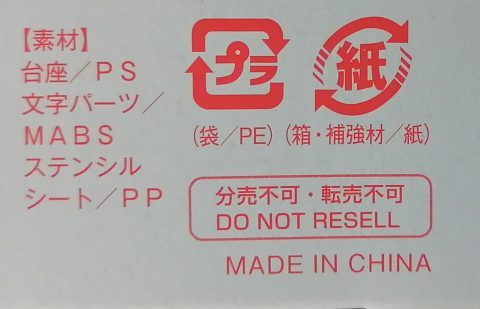 【素材】
台座／PS
文字パーツ／
MABS
ステンシル
シート／PP
プラ
紙
(袋／PE)
(箱・補強材／紙)
分売不可・転売不可
DO NOT RESELL
MADE IN CHINA